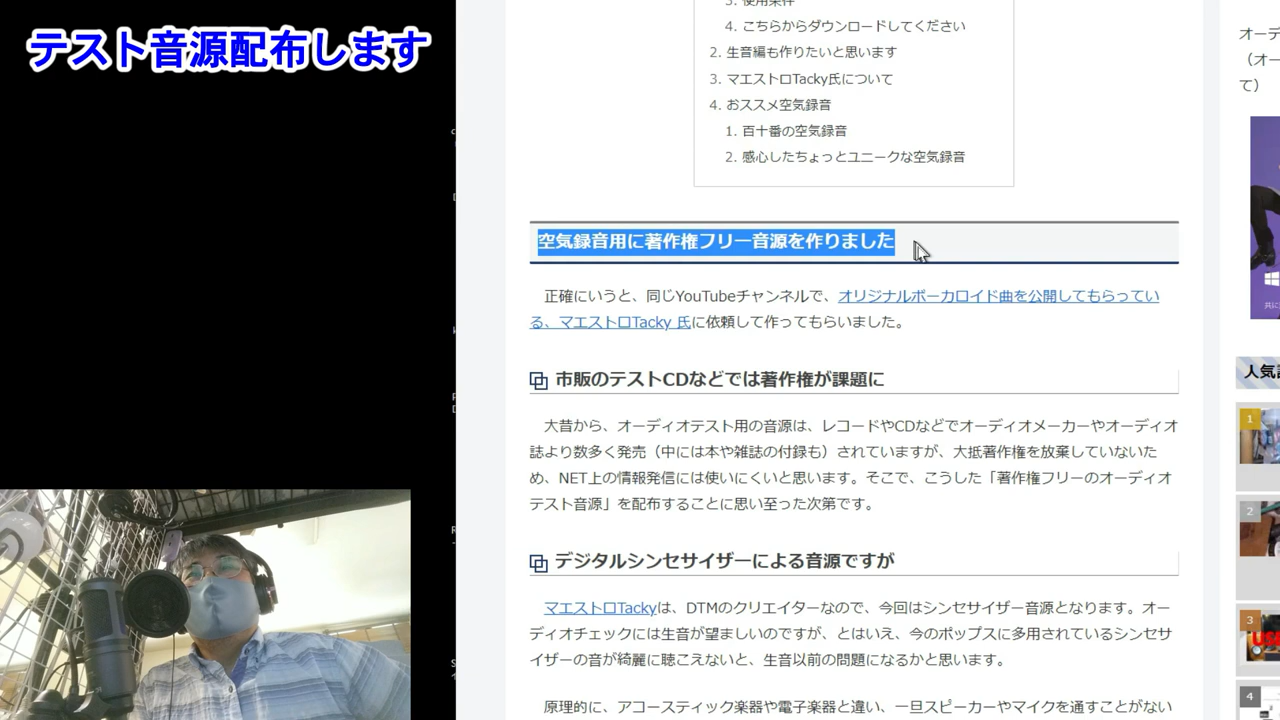 テスト音源配布します
3. 使用条件
4. こちらからダウンロードしてください
2. 生音編も作りたいと思います
3. マエストロTacky氏について
4. おススメ空気録音
1. 百十番の空気録音
2. 感心したちょっとユニークな空気録音
空気録音用に著作権フリー音源を作りました
正確にいうと、同じYouTubeチャンネルで、オリジナルボーカロイド曲を公開してもらってい
る、マエストロTacky 氏に依頼して作ってもらいました。
市販のテストCDなどでは著作権が課題に
大昔から、オーディオテスト用の音源は、レコードやCDなどでオーディオメーカーやオーディオ
誌より数多く発売（中には本や雑誌の付録も）されていますが、大抵著作権を放棄していないた
め、NET上の情報発信には使いにくいと思います。そこで、こうした「著作権フリーのオーディオ
テスト音源」を配布することに思い至った次第です。
デジタルシンセサイザーによる音源ですが
マエストロTackyは、DTMのクリエイターなので、今回はシンセサイザー音源となります。オー
ディオチェックには生音が望ましいのですが、とはいえ、今のポップスに多用されているシンセサ
イザーの音が綺麗に聴こえないと、生音以前の問題になるかと思います。
原理的に、アコースティック楽器や電子楽器と違い、一旦スピーカーやマイクを通すことがない
オーデ
（オー
て）
共に
人気記
1
2
3
4